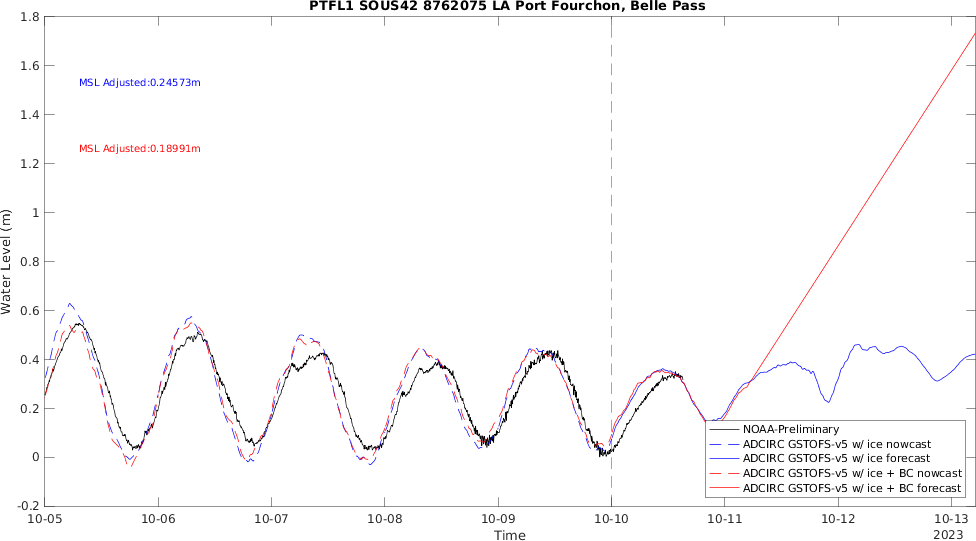 PTFL1 SOUS42 8762075 LA Port Fourchon, Belle Pass
1.8
1.6
1.4
1.2
1
0.8
0.6
0.4
0.2
0
-0.2
Water Level (m)
MSL Adjusted:0.24573m
MSL Adjusted:0.18991m
NOAA-Preliminary
ADCIRC GSTOFS-v5 w/ ice nowcast
ADCIRC GSTOFS-v5 w/ ice forecast
ADCIRC GSTOFS-v5 w/ ice + BC nowcast
ADCIRC GSTOFS-v5 w/ ice + BC forecast
10-05 10-06 10-07 10-08 10-09 10-10 10-11 10-12 10-13
Time
2023